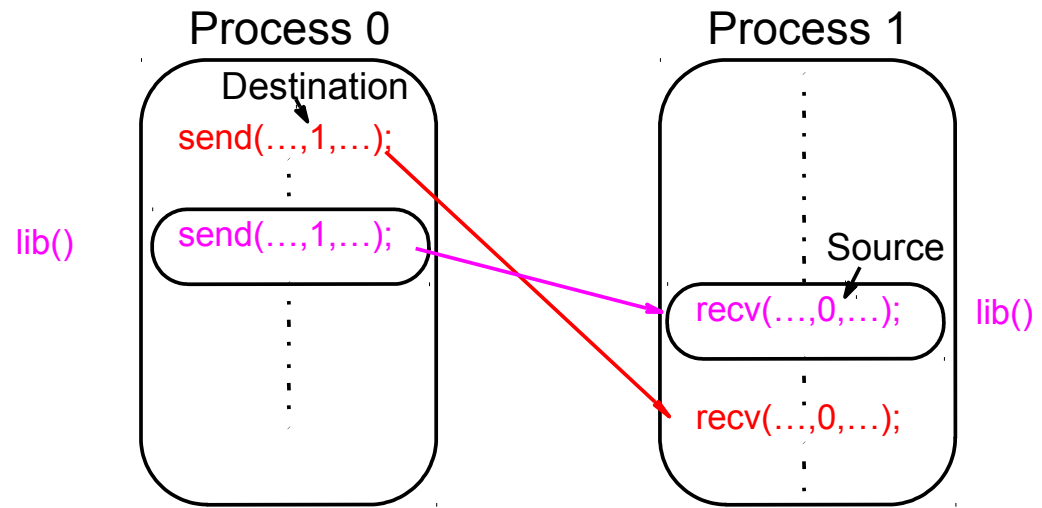 Process 0
Process 1
Destination
send(…,1,…);
lib()
send(…,1,…);
Source
recv(…,0,…);
lib()
recv(…,0,…);